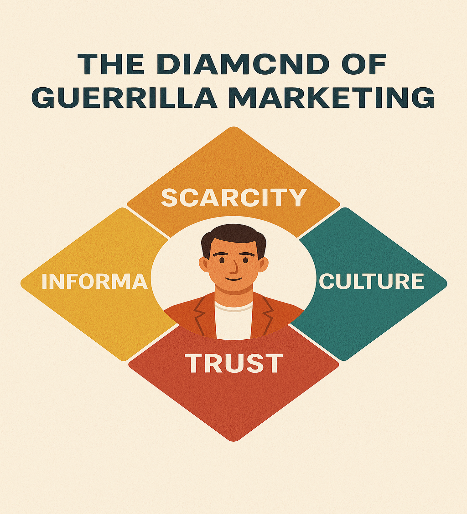 THE DIAMCND OF
GUERRILLA MARKETING
SCARCITY
INFORMA
CULTURE
TRUST